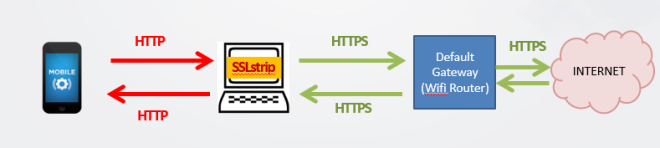 HTTP
HTTPS
HTTPS
MOBILE
SSLstrip
Default
Gateway
(Wifi Router)
INTERNET
HTTP
HTTPS